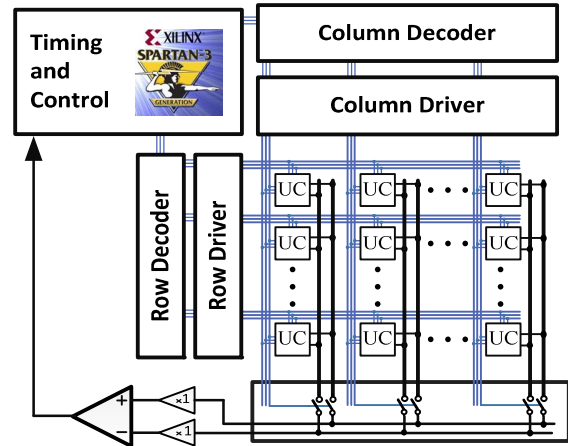 Timing
and
Control
XILINX
SPARTAN-3
GENERATION
Column Decoder
Column Driver
Row Decoder
Row Driver
UC UC UC
UC UC UC
UC UC UC
+ ×1
− ×1